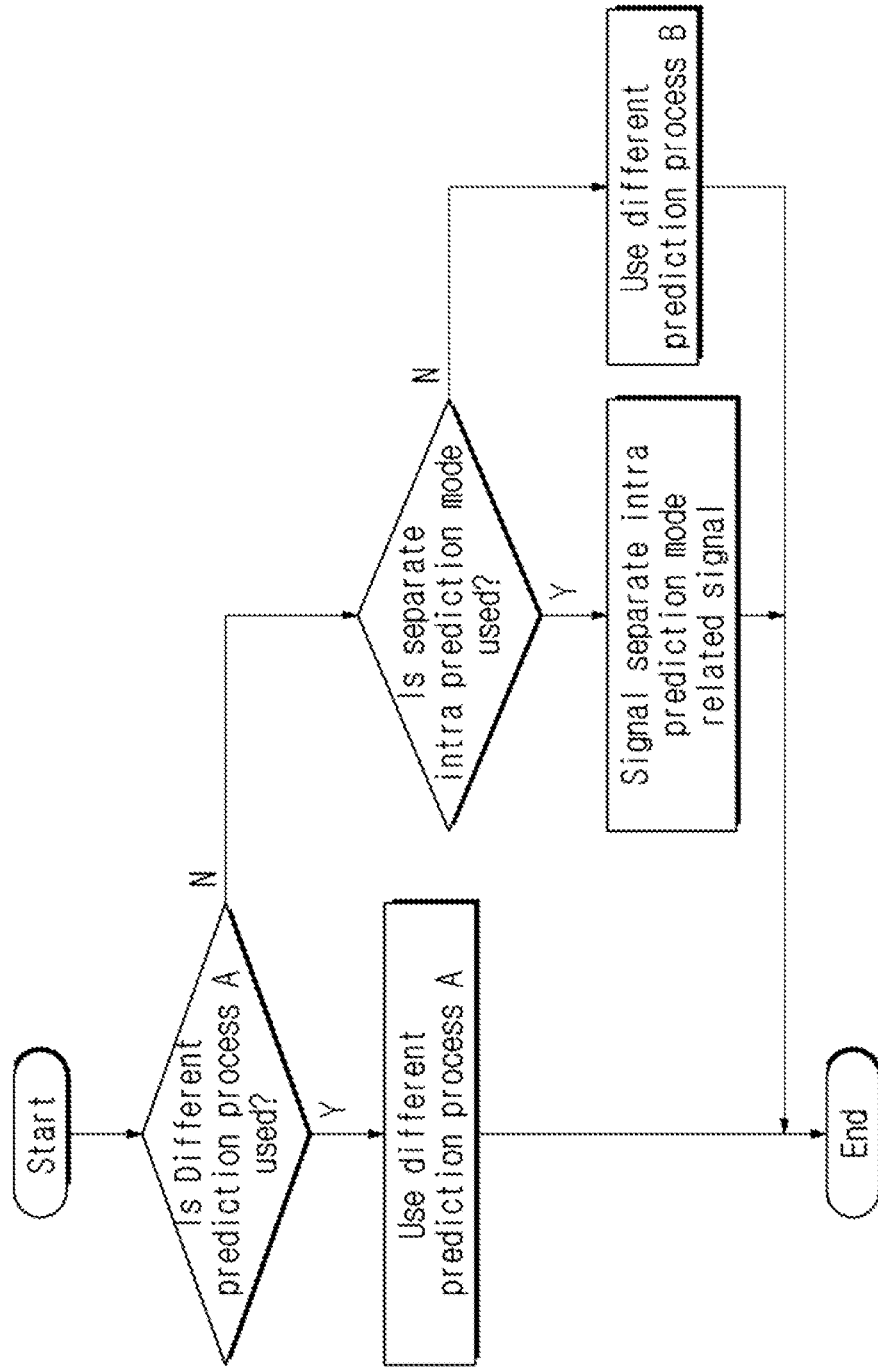 Start
Is Different
prediction process A
used?
N
Y
Use different
prediction process A
Is separate
intra prediction mode
used?
N
Y
Signal separate intra
prediction mode
related signal
Use different
prediction process B
End